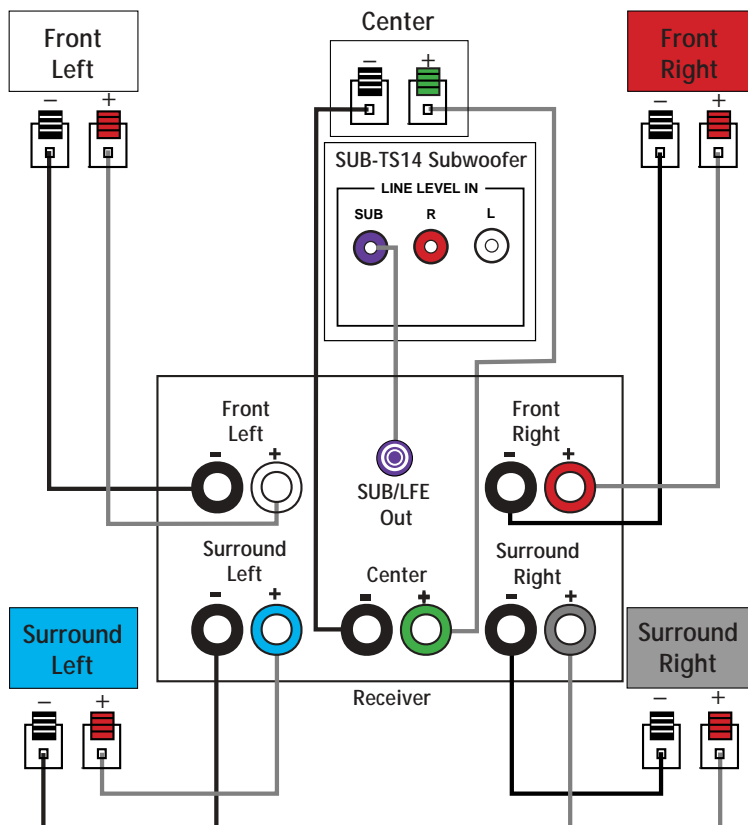 Front
Left
- +
Center
- +
Front
Right
- +
SUB-TS14 Subwoofer
LINE LEVEL IN
SUB R L
Front
Left
- +
SUB/LFE
Out
Front
Right
- +
Surround
Left
- +
Center
- +
Surround
Right
- +
Receiver
Surround
Left
- +
Surround
Right
- +